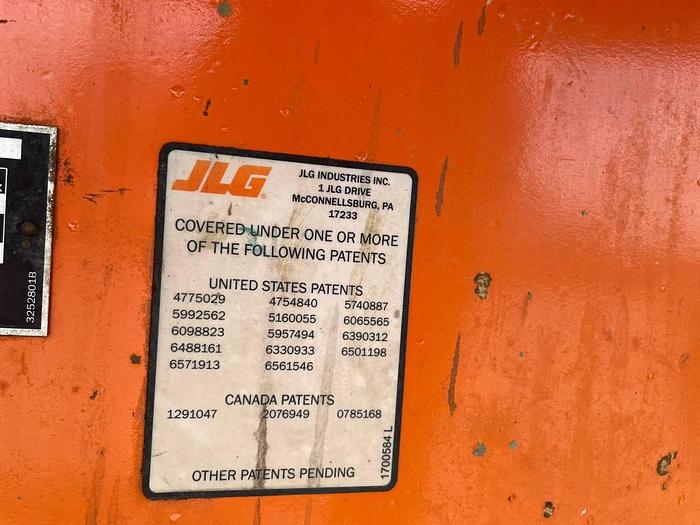 JLG®
JLG INDUSTRIES INC.
1 JLG DRIVE
McCONNELLSBURG, PA
17233
COVERED UNDER ONE OR MORE
OF THE FOLLOWING PATENTS
UNITED STATES PATENTS
4775029 4754840 5740887
5992562 5160055 6065565
6098823 5957494 6390312
6488161 6330933 6501198
6571913 6561546
CANADA PATENTS
1291047 2076949 0785168
OTHER PATENTS PENDING
1700584 L
3252801B